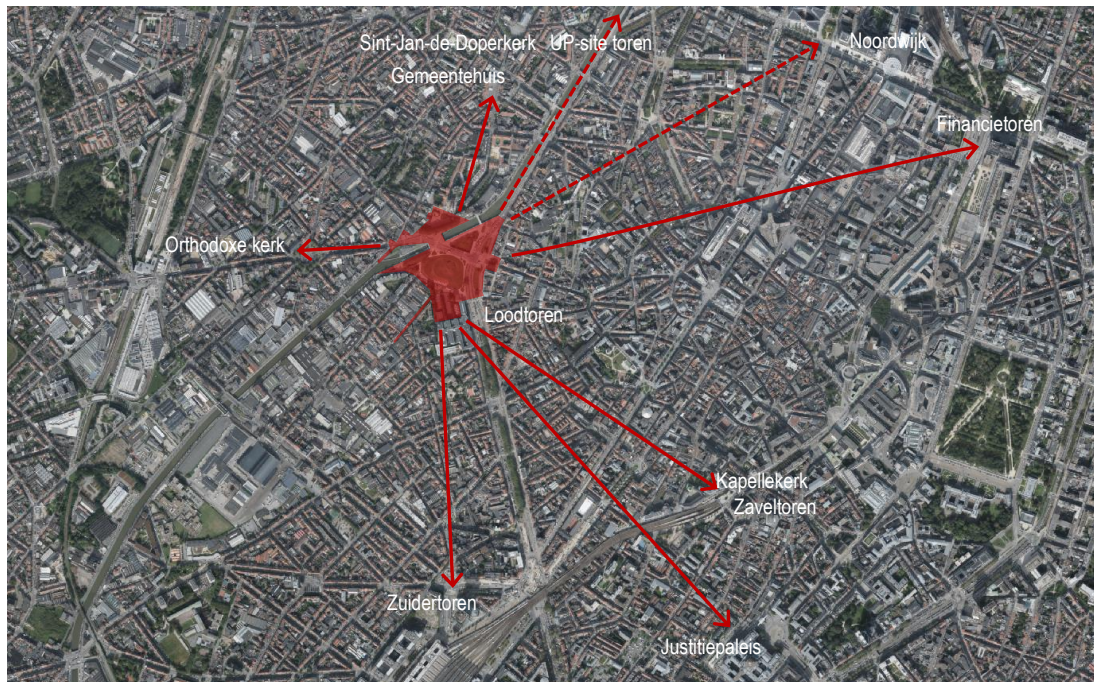 Sint-Jan-de-Doperkerk
UP-site toren
Noordwijk
Gemeentehuis
Financietoren
Orthodoxe kerk
Loodtoren
Kapellekerk
Zaveltoren
Zuidertoren
Justitiepaleis